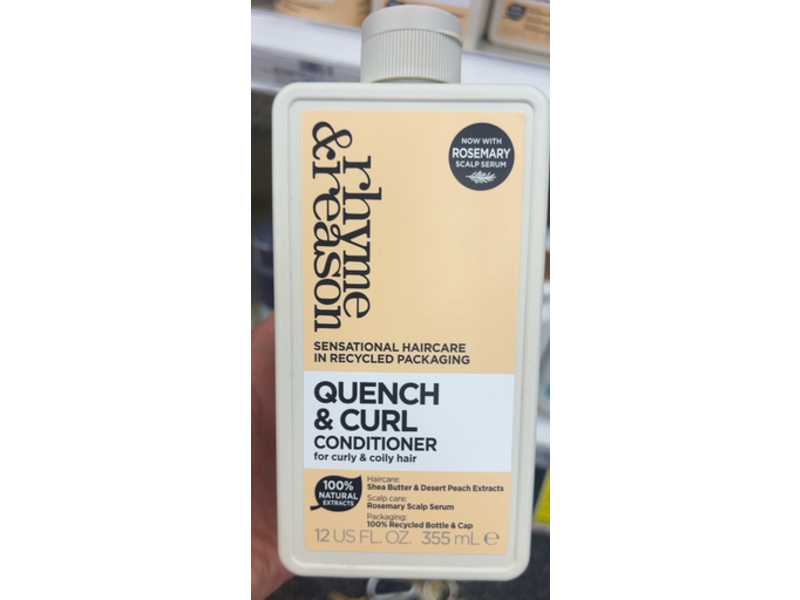 rhyme
&reason
NOW WITH
ROSEMARY
SCALP SERUM
SENSATIONAL HAIRCARE
IN RECYCLED PACKAGING
QUENCH
& CURL
CONDITIONER
for curly & coily hair
100%
NATURAL
EXTRACTS
Haircare:
Shea Butter & Desert Peach Extracts
Scalp care:
Rosemary Scalp Serum
Packaging:
100% Recycled Bottle & Cap
12 US FL. OZ. 355 mL ℮